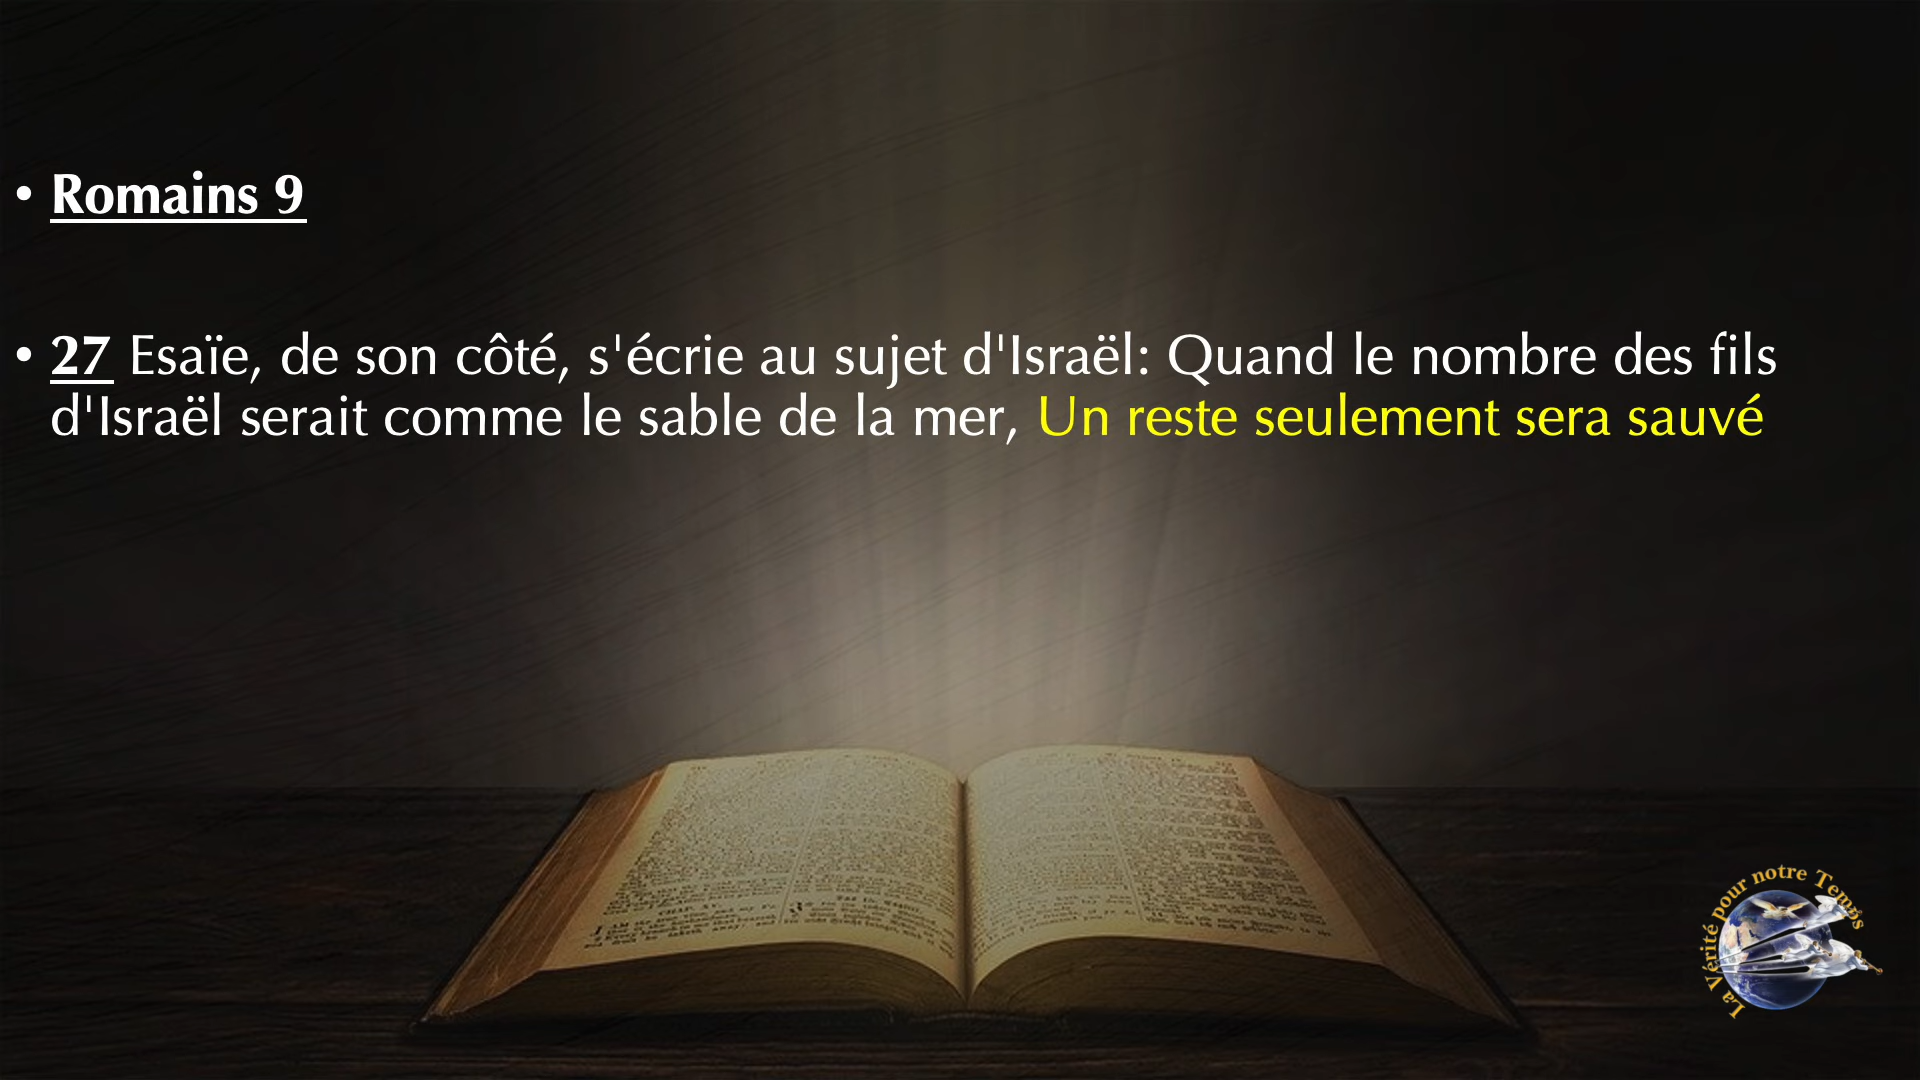 • Romains 9
• 27 Esaïe, de son côté, s'écrie au sujet d'Israël: Quand le nombre des fils
d'Israël serait comme le sable de la mer, Un reste seulement sera sauvé
La Vérité pour notre Temps